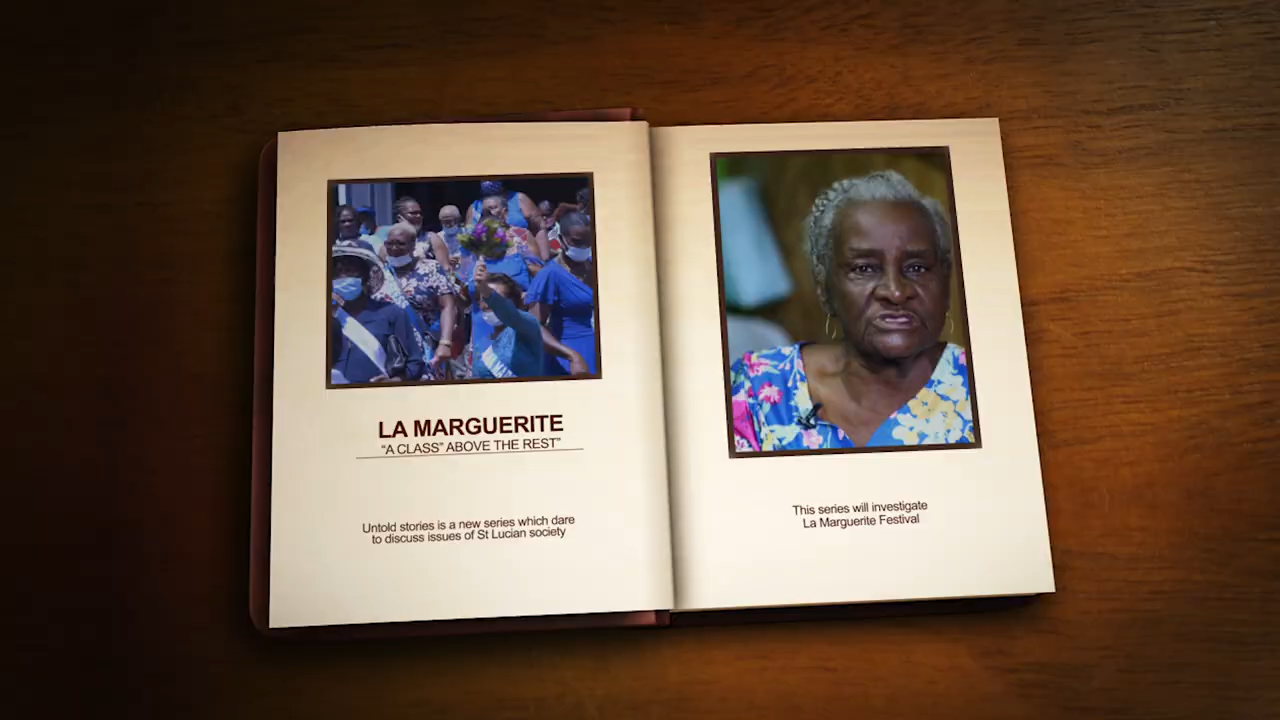 LA MARGUERITE
“A CLASS” ABOVE THE REST”
Untold stories is a new series which dare
to discuss issues of St Lucian society
This series will investigate
La Marguerite Festival